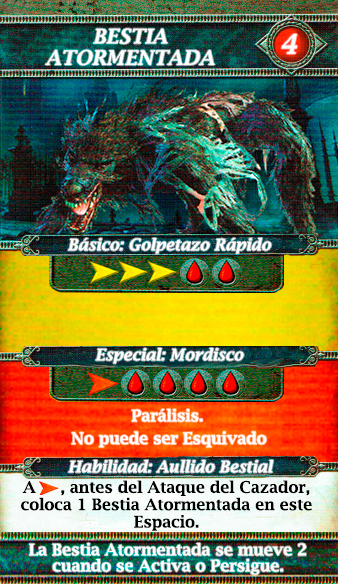 BESTIA
ATORMENTADA
4
Básico: Golpetazo Rápido
Especial: Mordisco
Parálisis.
No puede ser Esquivado
Habilidad: Aullido Bestial
A , antes del Ataque del Cazador,
coloca 1 Bestia Atormentada en este
Espacio.
La Bestia Atormentada se mueve 2
cuando se Activa o Persigue.